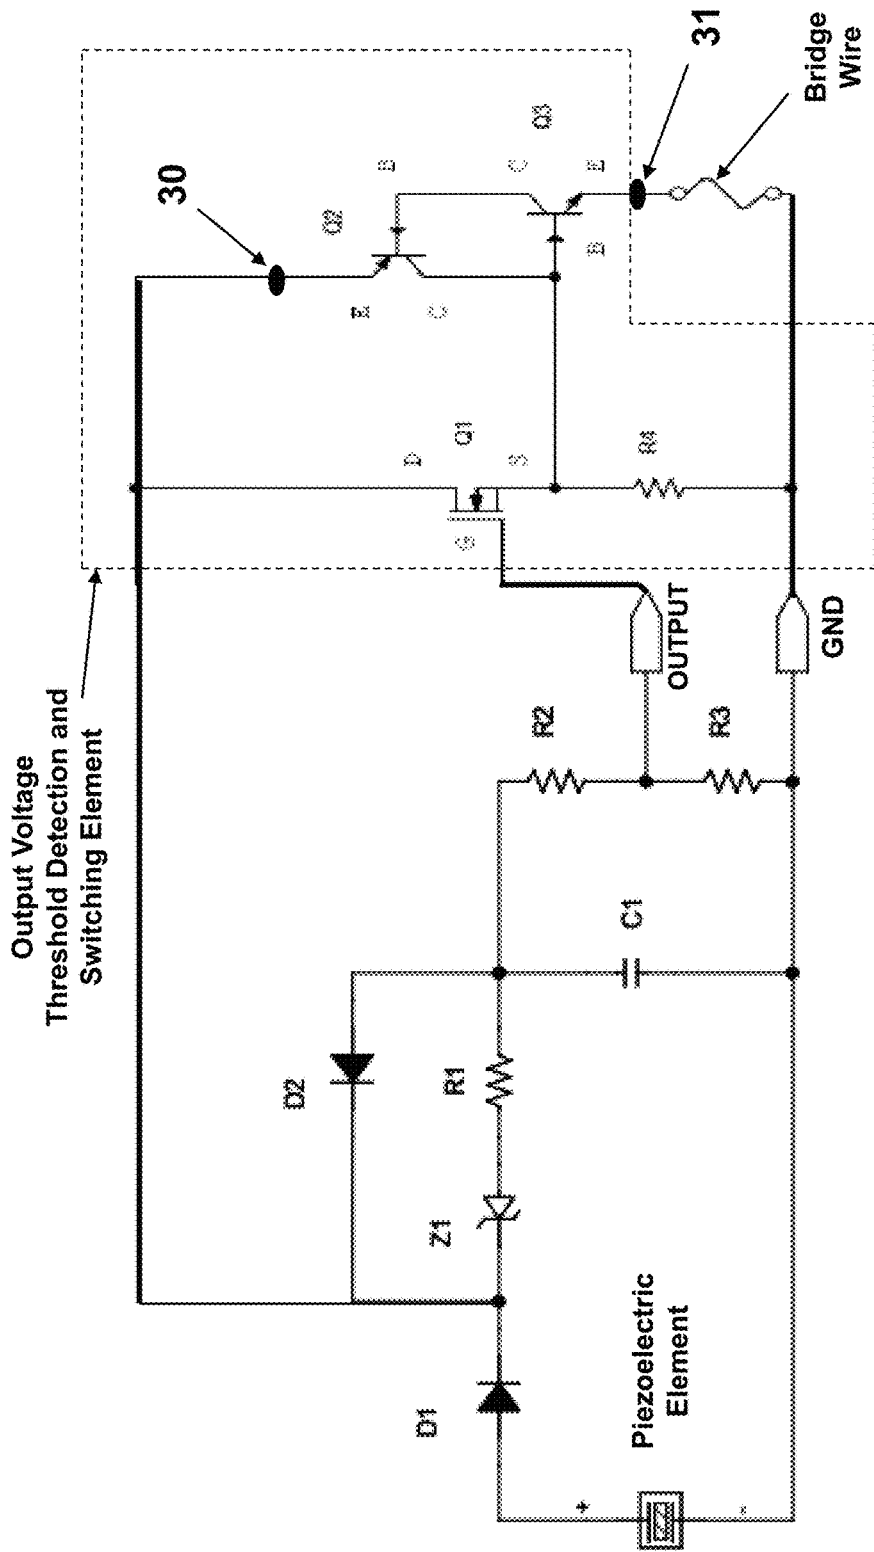 Output Voltage
Threshold Detection and
Switching Element
30
31
Bridge
Wire
Q2
E
C
B
Q3
C
E
B
D
Q1
S
G
R4
OUTPUT
GND
R2
R3
D2
R1
C1
Z1
D1
Piezoelectric
Element
+
-